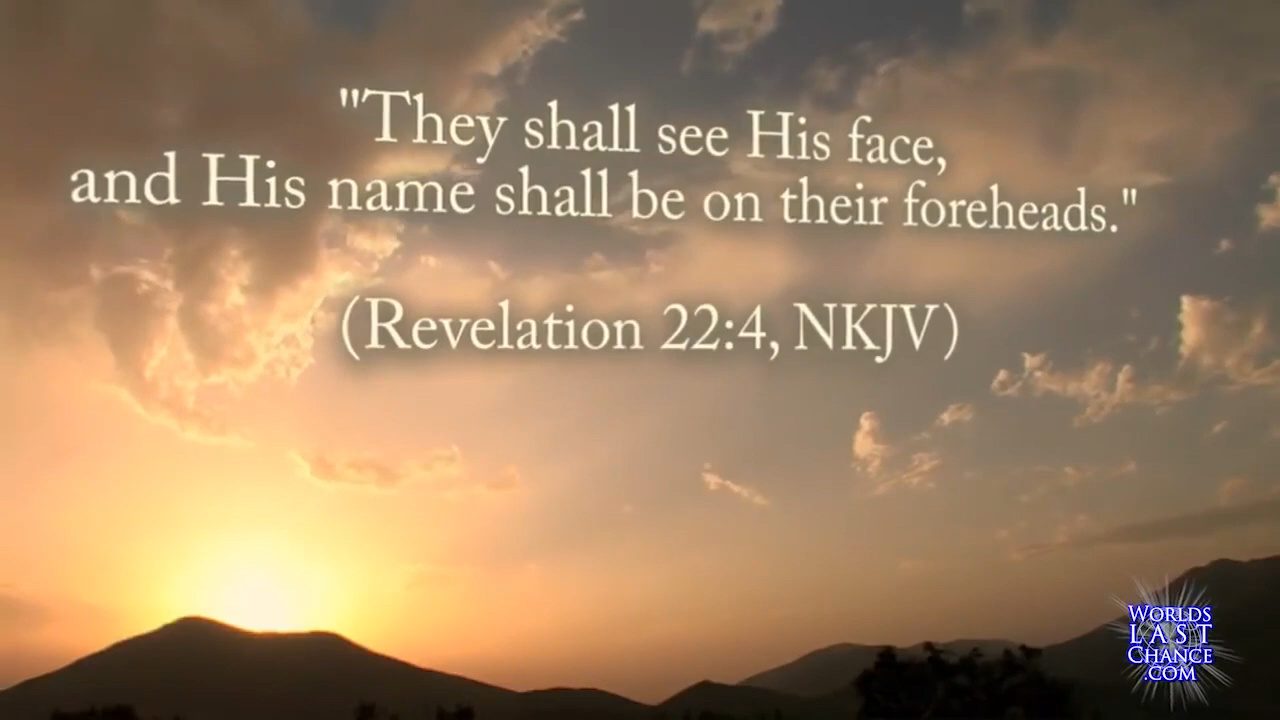 "They shall see His face,
and His name shall be on their foreheads."
(Revelation 22:4, NKJV)
WORLDS
LAST
CHANCE
.COM